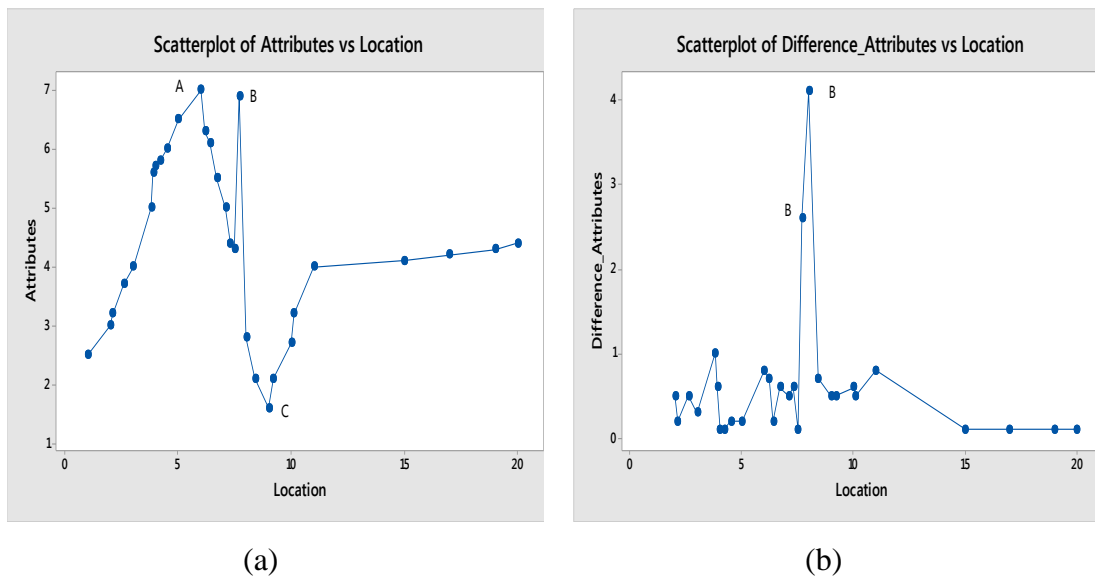 Scatterplot of Attributes vs Location
7
6
5
4
3
2
1
Attributes
A
B
C
0
5
10
15
20
Location
(a)
Scatterplot of Difference_Attributes vs Location
4
3
2
1
0
Difference_Attributes
B
B
0
5
10
15
20
Location
(b)